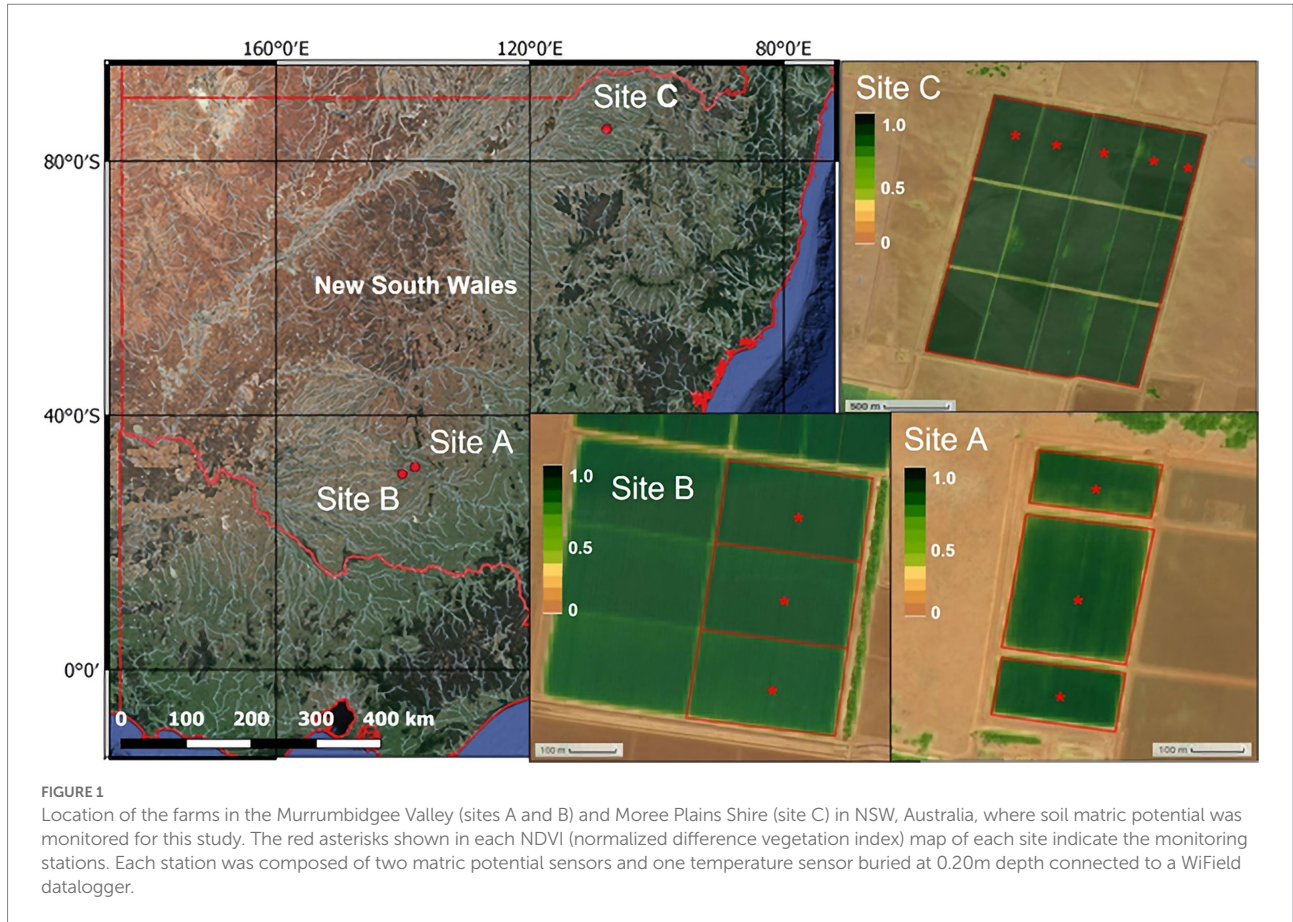 160°0′E 120°0′E 80°0′E
80°0′S
40°0′S
0°0′
Site C
New South Wales
Site A
Site B
0 100 200 300 400 km
Site C
1.0
0.5
0
500 m
Site B
1.0
0.5
0
100 m
Site A
1.0
0.5
0
100 m
FIGURE 1
Location of the farms in the Murrumbidgee Valley (sites A and B) and Moree Plains Shire (site C) in NSW, Australia, where soil matric potential was
monitored for this study. The red asterisks shown in each NDVI (normalized difference vegetation index) map of each site indicate the monitoring
stations. Each station was composed of two matric potential sensors and one temperature sensor buried at 0.20m depth connected to a WiField
datalogger.